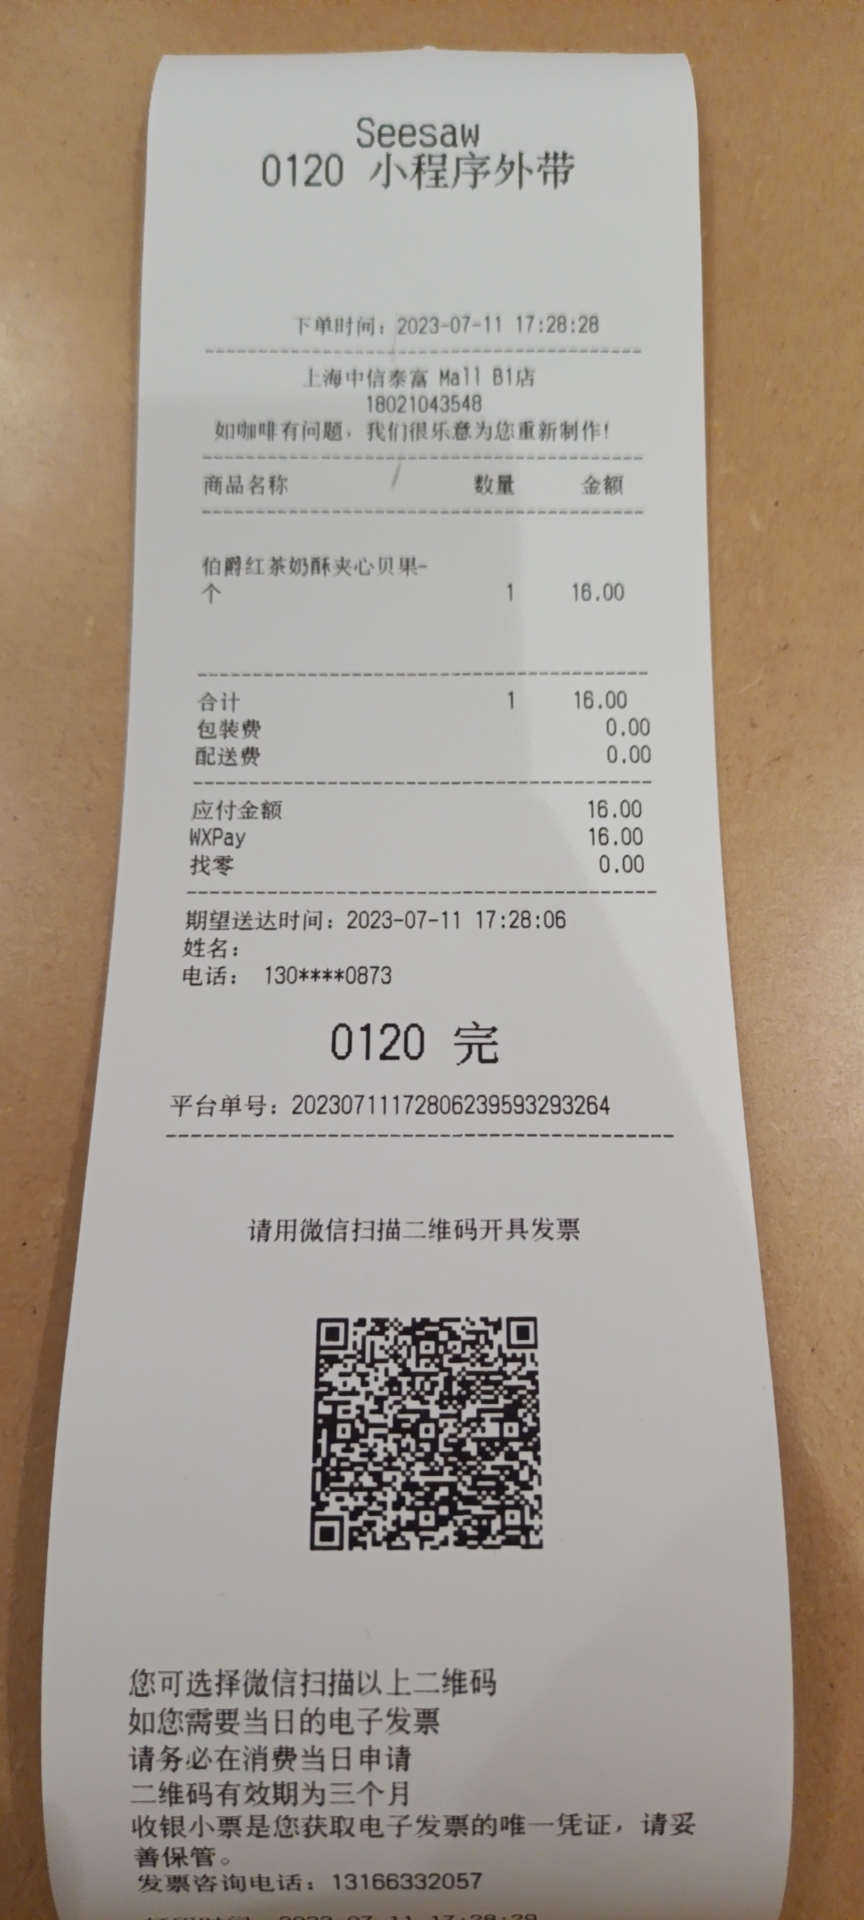 Seesaw
0120 小程序外带
下单时间：2023-07-11 17:28:28
上海中信泰富 Mall B1店
18021043548
如咖啡有问题，我们很乐意为您重新制作！
商品名称 数量 金额
伯爵红茶奶酥夹心贝果-
个 1 16.00
合计 1 16.00
包装费 0.00
配送费 0.00
应付金额 16.00
WXPay 16.00
找零 0.00
期望送达时间：2023-07-11 17:28:06
姓名：
电话： 130****0873
0120 完
平台单号：20230711172806239593293264
请用微信扫描二维码开具发票
您可选择微信扫描以上二维码
如您需要当日的电子发票
请务必在消费当日申请
二维码有效期为三个月
收银小票是您获取电子发票的唯一凭证，请妥
善保管。
发票咨询电话：13166332057